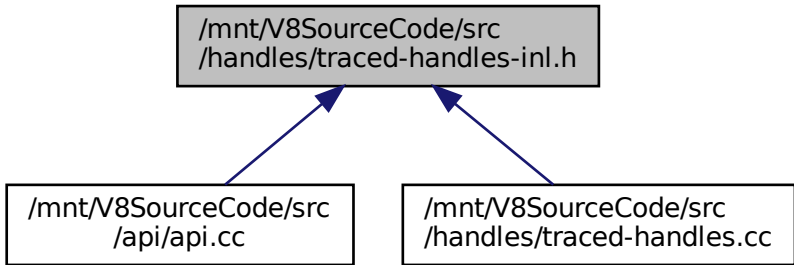 /mnt/V8SourceCode/src
/handles/traced-handles-inl.h
/mnt/V8SourceCode/src
/api/api.cc
/mnt/V8SourceCode/src
/handles/traced-handles.cc